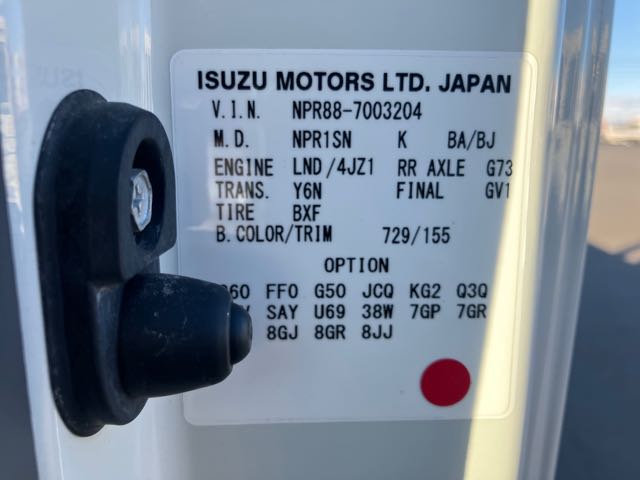 ISUZU MOTORS LTD. JAPAN
V.I.N. NPR88-7003204
M.D. NPR1SN K BA/BJ
ENGINE LND/4JZ1 RR AXLE G73
TRANS. Y6N FINAL GV1
TIRE BXF
B.COLOR/TRIM 729/155
OPTION
FF0 G50 JCQ KG2 Q3Q
SAY U69 38W 7GP 7GR
8GJ 8GR 8JJ